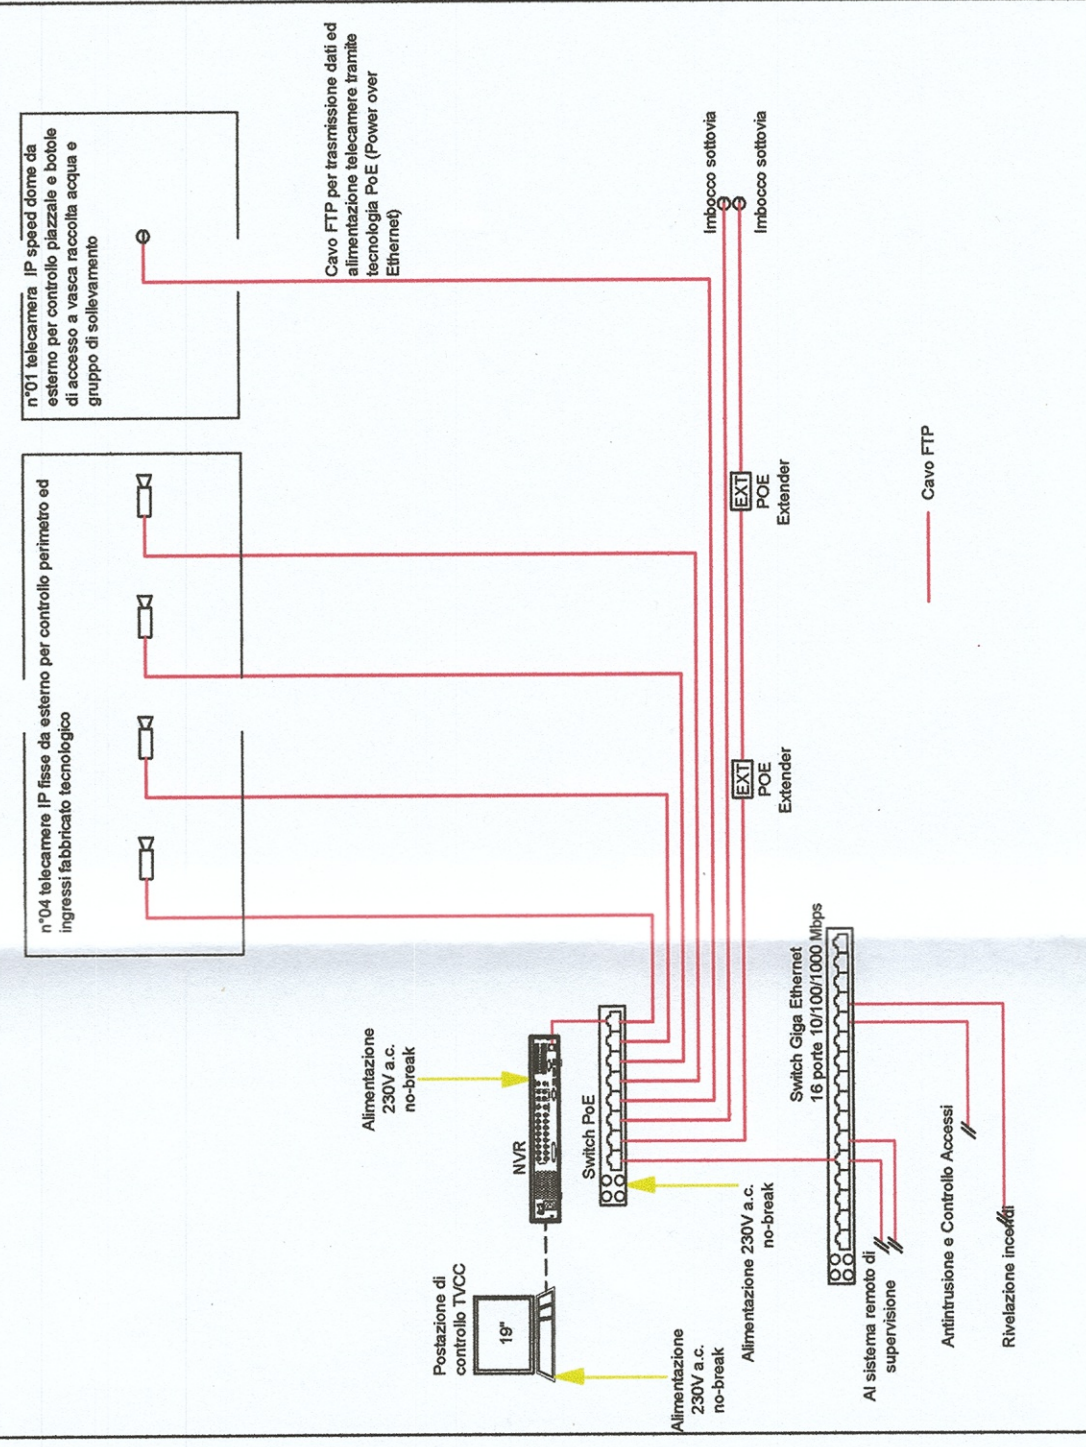 n°04 telecamere IP fisse da esterno per controllo perimetro ed
ingressi fabbricato tecnologico
n°01 telecamera IP speed dome da
esterno per controllo piazzale e botole
di accesso a vasca raccolta acqua e
gruppo di sollevamento
Cavo FTP per trasmissione dati ed
alimentazione telecamere tramite
tecnologia PoE (Power over
Ethernet)
Alimentazione
230V a.c.
no-break
Postazione di
controllo TVCC
19"
NVR
Switch PoE
Alimentazione
230V a.c.
no-break
Alimentazione 230V a.c.
no-break
EXT
POE
Extender
EXT
POE
Extender
Imbocco sottovia
Imbocco sottovia
Switch Giga Ethernet
16 porte 10/100/1000 Mbps
Al sistema remoto di
supervisione
Antintrusione e Controllo Accessi
Rivelazione incendi
Cavo FTP